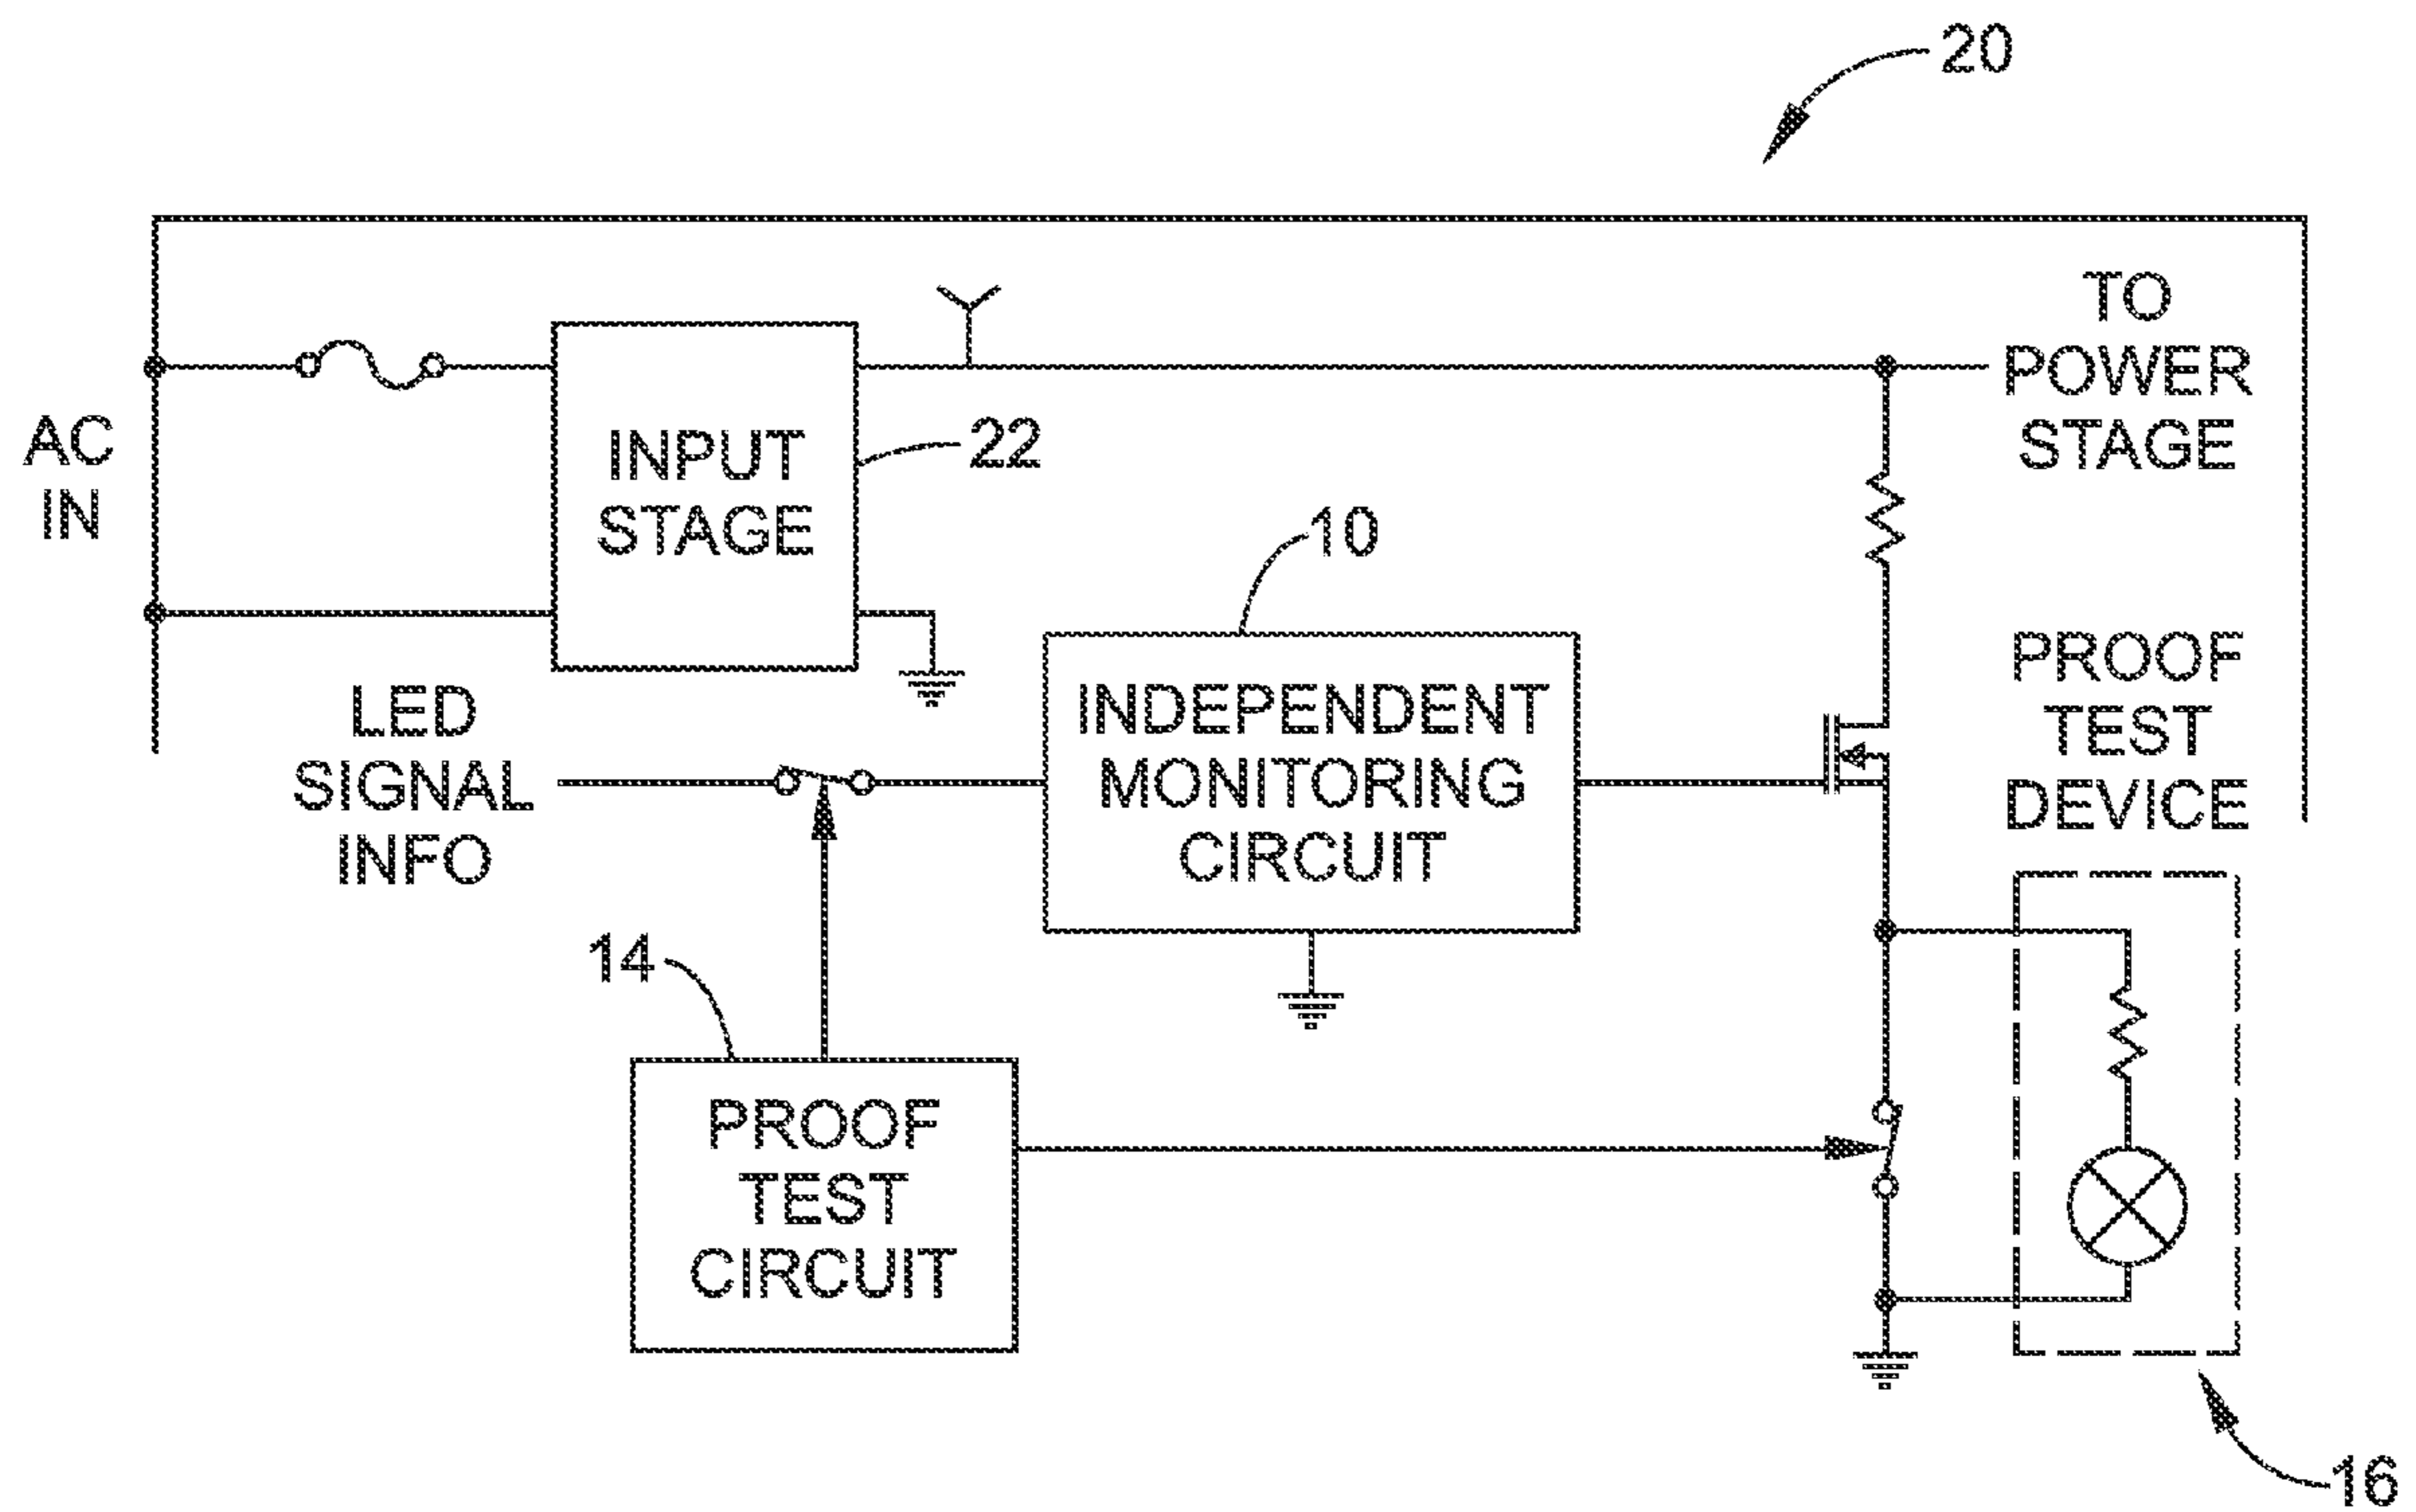 20
TO
POWER
STAGE
AC
IN
INPUT
STAGE
22
10
PROOF
TEST
DEVICE
LED
SIGNAL
INFO
INDEPENDENT
MONITORING
CIRCUIT
14
PROOF
TEST
CIRCUIT
16